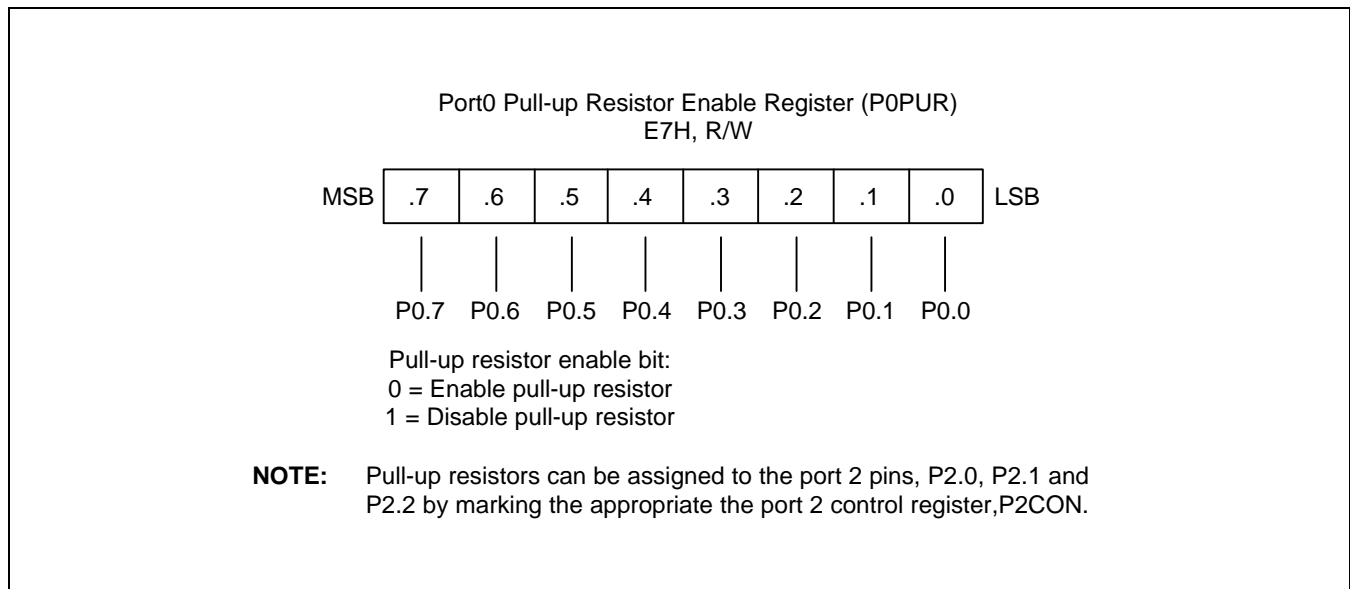 Port0 Pull-up Resistor Enable Register (P0PUR)
E7H, R/W
MSB .7 .6 .5 .4 .3 .2 .1 .0 LSB
P0.7 P0.6 P0.5 P0.4 P0.3 P0.2 P0.1 P0.0
Pull-up resistor enable bit:
0 = Enable pull-up resistor
1 = Disable pull-up resistor
NOTE: Pull-up resistors can be assigned to the port 2 pins, P2.0, P2.1 and
P2.2 by marking the appropriate the port 2 control register,P2CON.